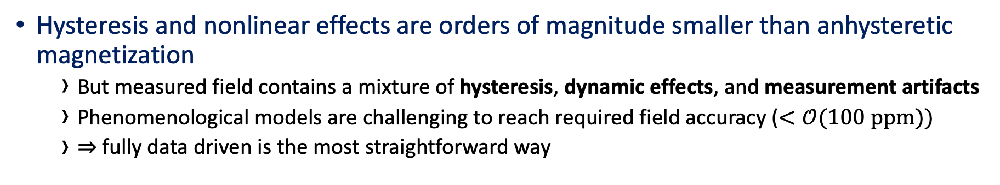 • Hysteresis and nonlinear effects are orders of magnitude smaller than anhysteretic
magnetization
› But measured field contains a mixture of hysteresis, dynamic effects, and measurement artifacts
› Phenomenological models are challenging to reach required field accuracy (< 𝒪(100 ppm))
› ⇒ fully data driven is the most straightforward way